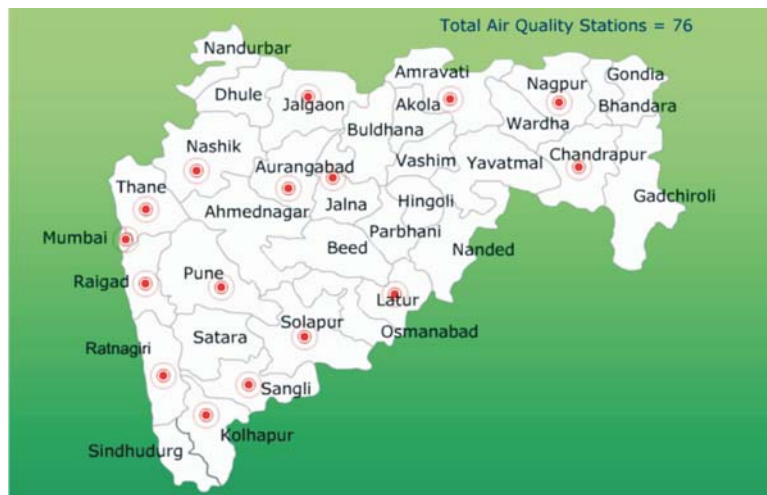 Total Air Quality Stations = 76
Nandurbar
Amravati
Gondia
Nagpur
Dhule
Jalgaon
Akola
Bhandara
Wardha
Buldhana
Nashik
Aurangabad
Vashim
Yavatmal
Chandrapur
Thane
Ahmednagar
Jalna
Hingoli
Gadchiroli
Mumbai
Parbhani
Beed
Nanded
Raigad
Pune
Latur
Solapur
Osmanabad
Satara
Ratnagiri
Sangli
Kolhapur
Sindhudurg